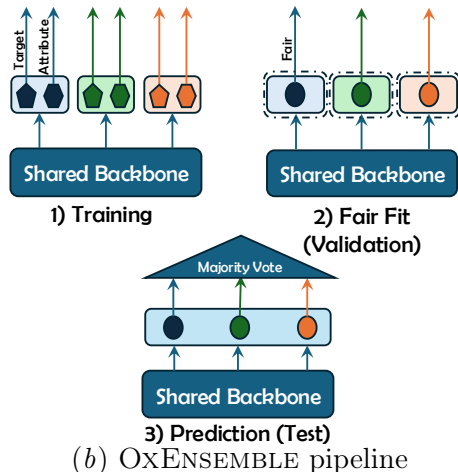 Target
Attribute
Shared Backbone
1) Training
Fair
Shared Backbone
2) Fair Fit
(Validation)
Majority Vote
Shared Backbone
3) Prediction (Test)
(b) OxEnsemble pipeline